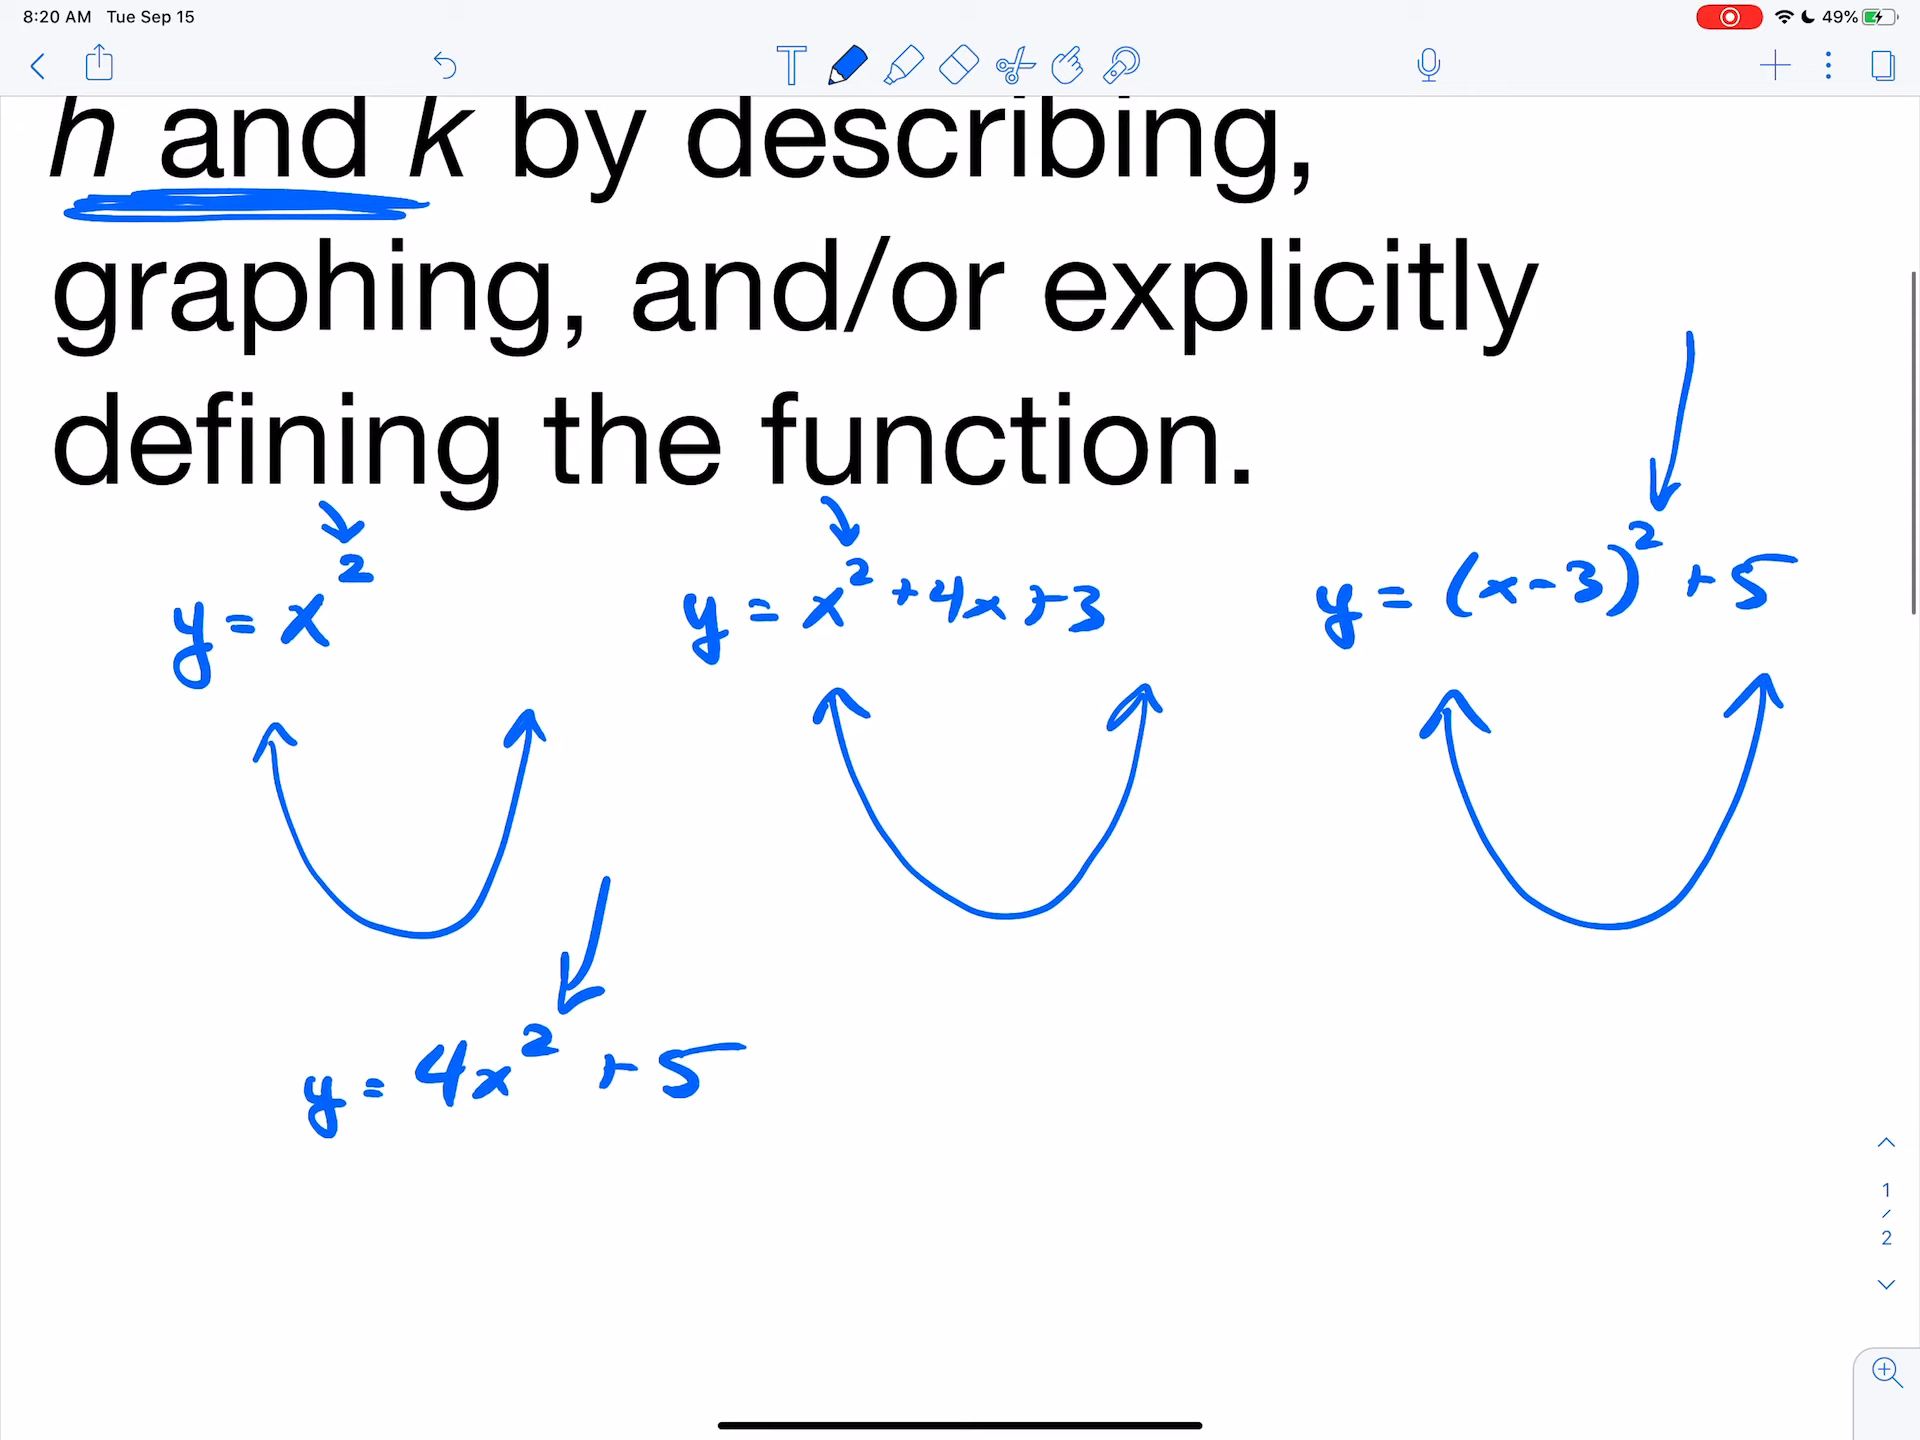 8:20 AM Tue Sep 15
49%
h and k by describing,
graphing, and/or explicitly
defining the function.
y = x²
y = x² + 4x + 3
y = (x - 3)² + 5
y = 4x² + 5
1
/
2